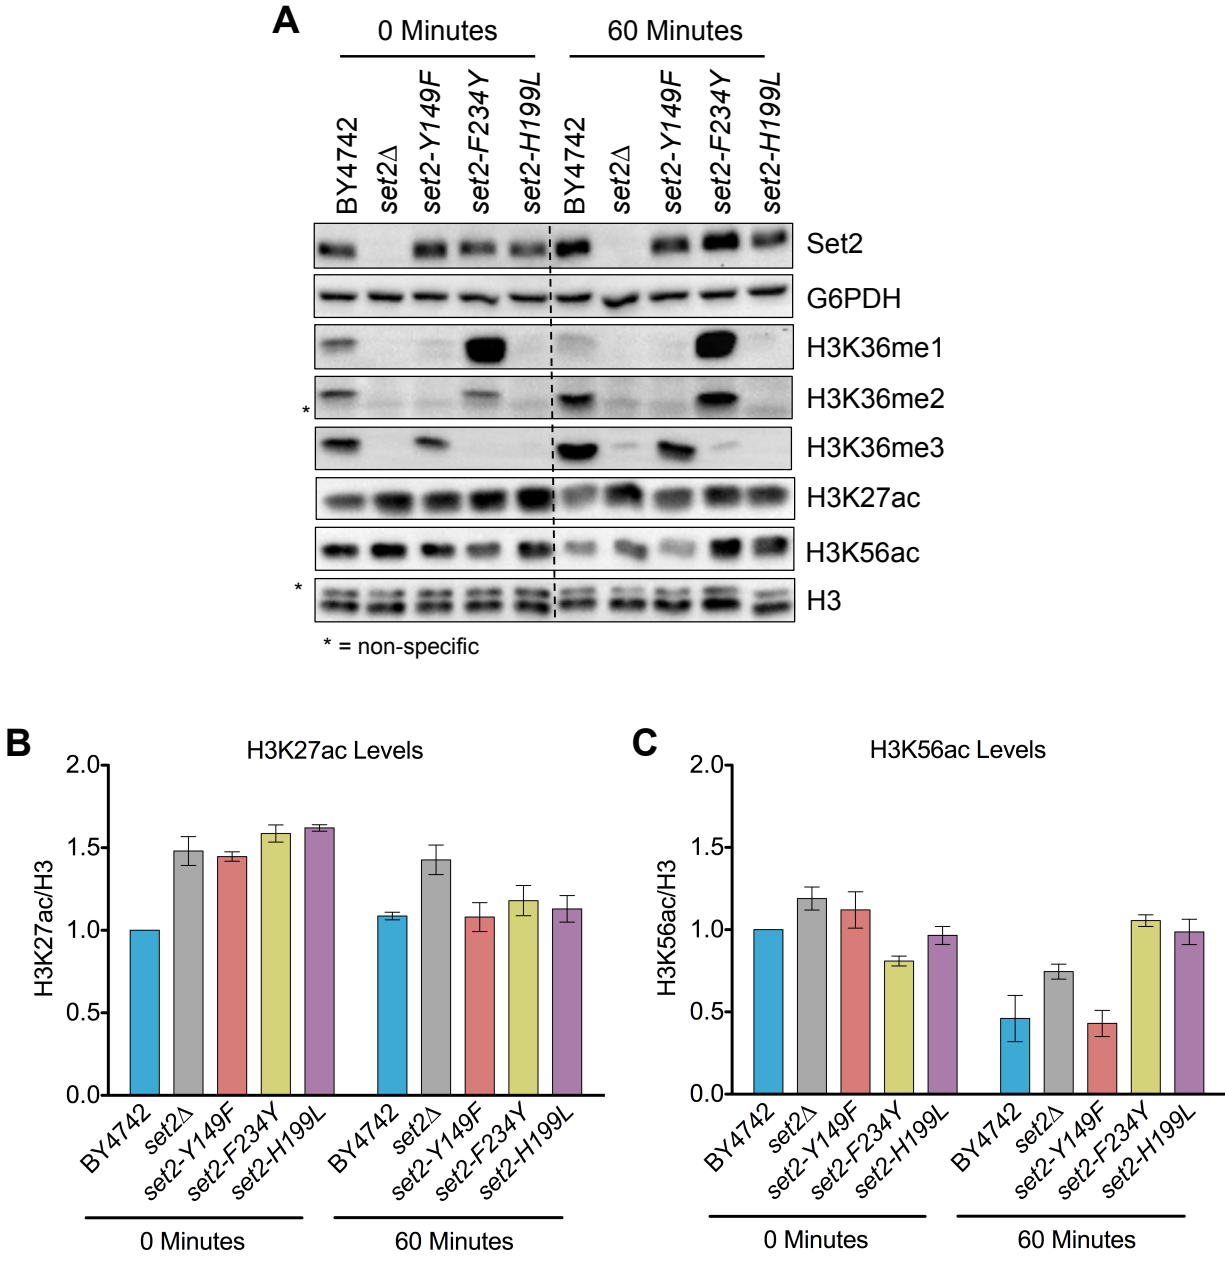 A
0 Minutes 60 Minutes
BY4742 set2Δ set2-Y149F set2-F234Y set2-H199L BY4742 set2Δ set2-Y149F set2-F234Y set2-H199L
Set2
G6PDH
H3K36me1
H3K36me2
*
H3K36me3
H3K27ac
H3K56ac
*
H3
* = non-specific
B
H3K27ac Levels
2.0
1.5
1.0
0.5
0.0
H3K27ac/H3
BY4742 set2Δ set2-Y149F set2-F234Y set2-H199L BY4742 set2Δ set2-Y149F set2-F234Y set2-H199L
0 Minutes 60 Minutes
C
H3K56ac Levels
2.0
1.5
1.0
0.5
0.0
H3K56ac/H3
BY4742 set2Δ set2-Y149F set2-F234Y set2-H199L BY4742 set2Δ set2-Y149F set2-F234Y set2-H199L
0 Minutes 60 Minutes